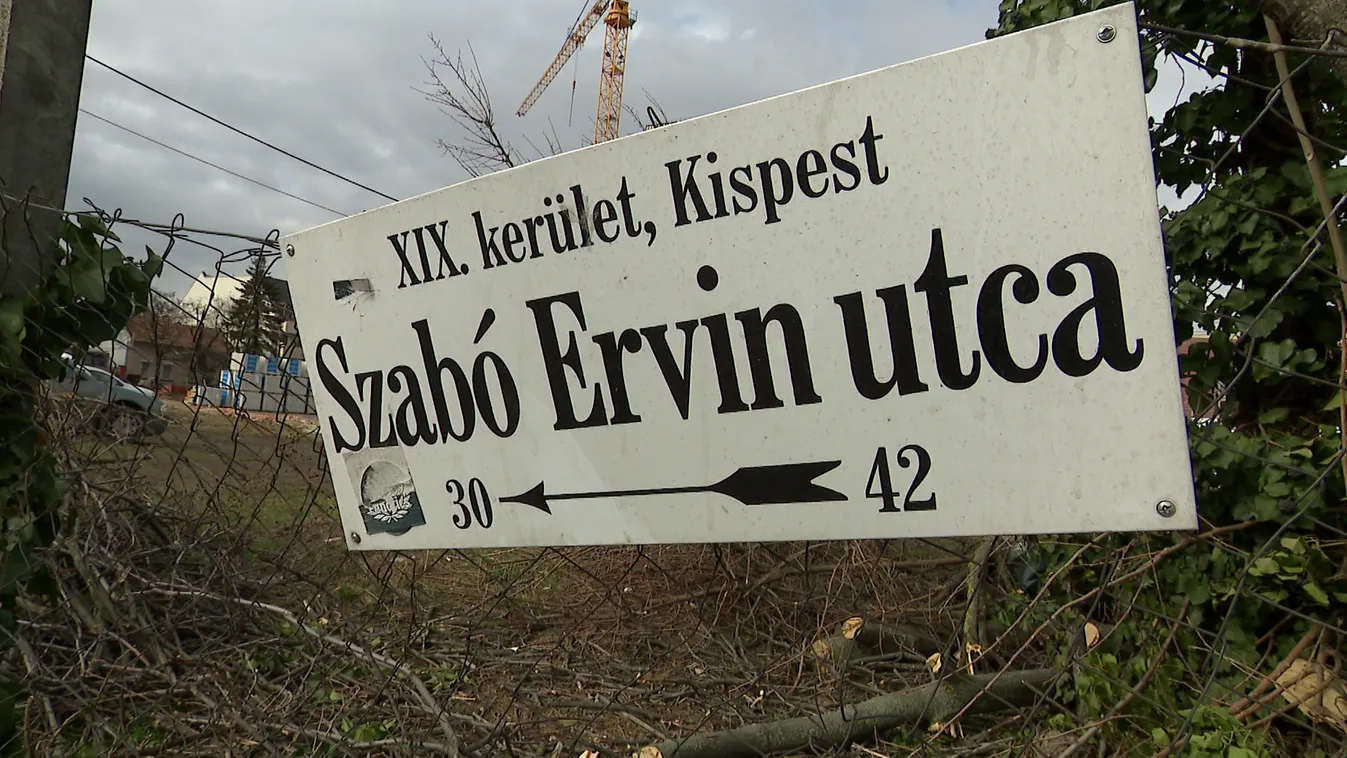 XIX. kerület, Kispest
Szabó Ervin utca
30 42